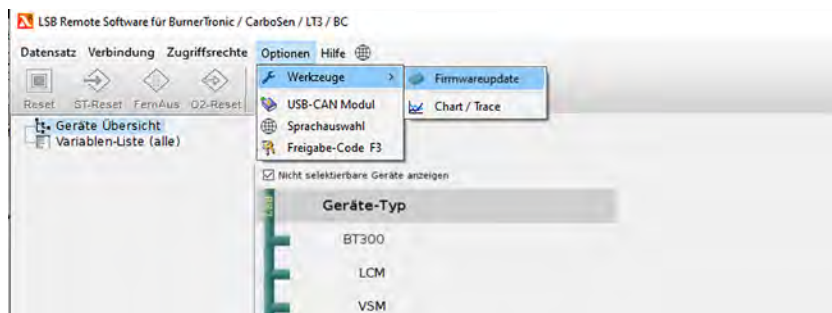 LSB Remote Software für BurnerTronic / CarboSen / LT3 / BC
Datensatz Verbindung Zugriffsrechte Optionen Hilfe
Werkzeuge > Firmwareupdate
Reset ST-Reset FernAus O2-Reset USB-CAN Modul Chart / Trace
Geräte Übersicht Sprachauswahl
Variablen-Liste (alle) Freigabe-Code F3
Nicht selektierbare Geräte anzeigen
LSB Geräte-Typ
BT300
LCM
VSM